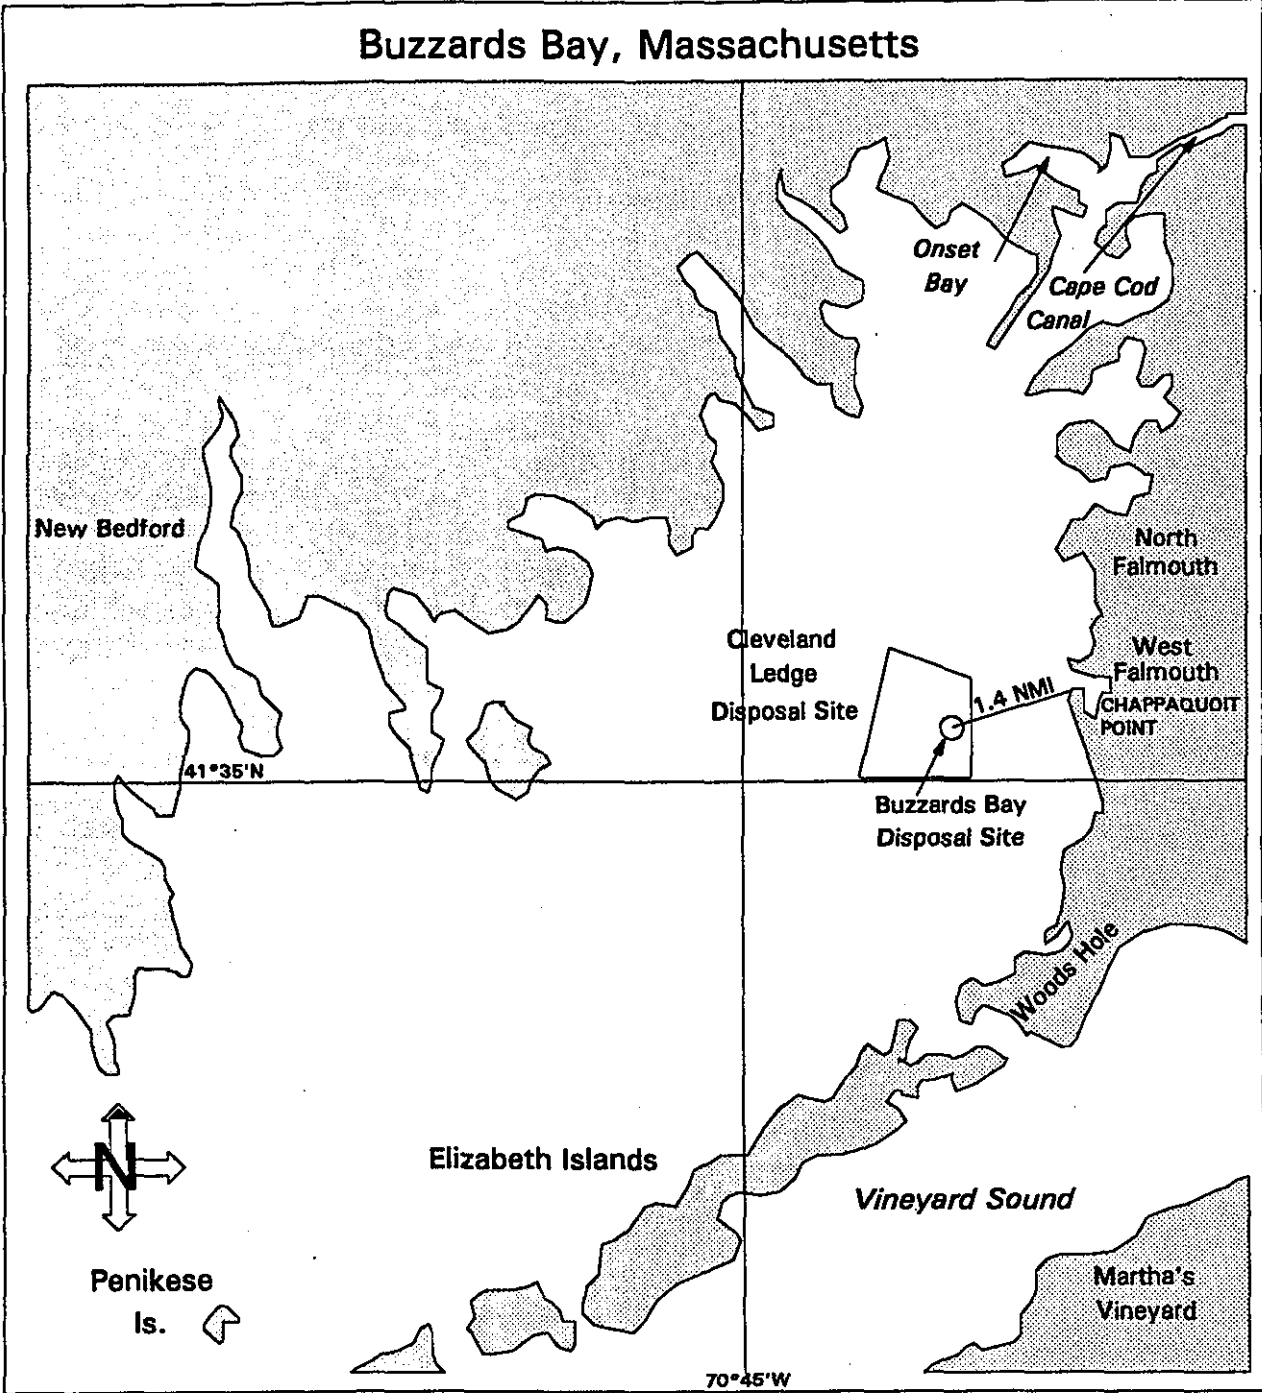 Buzzards Bay, Massachusetts
Onset
Bay
Cape Cod
Canal
New Bedford
North
Falmouth
Cleveland
Ledge
Disposal Site
West
Falmouth
1.4 NMI
CHAPPAQUOIT
POINT
41°35'N
Buzzards Bay
Disposal Site
Woods Hole
N
Elizabeth Islands
Vineyard Sound
Penikese
Is.
Martha's
Vineyard
70°45'W